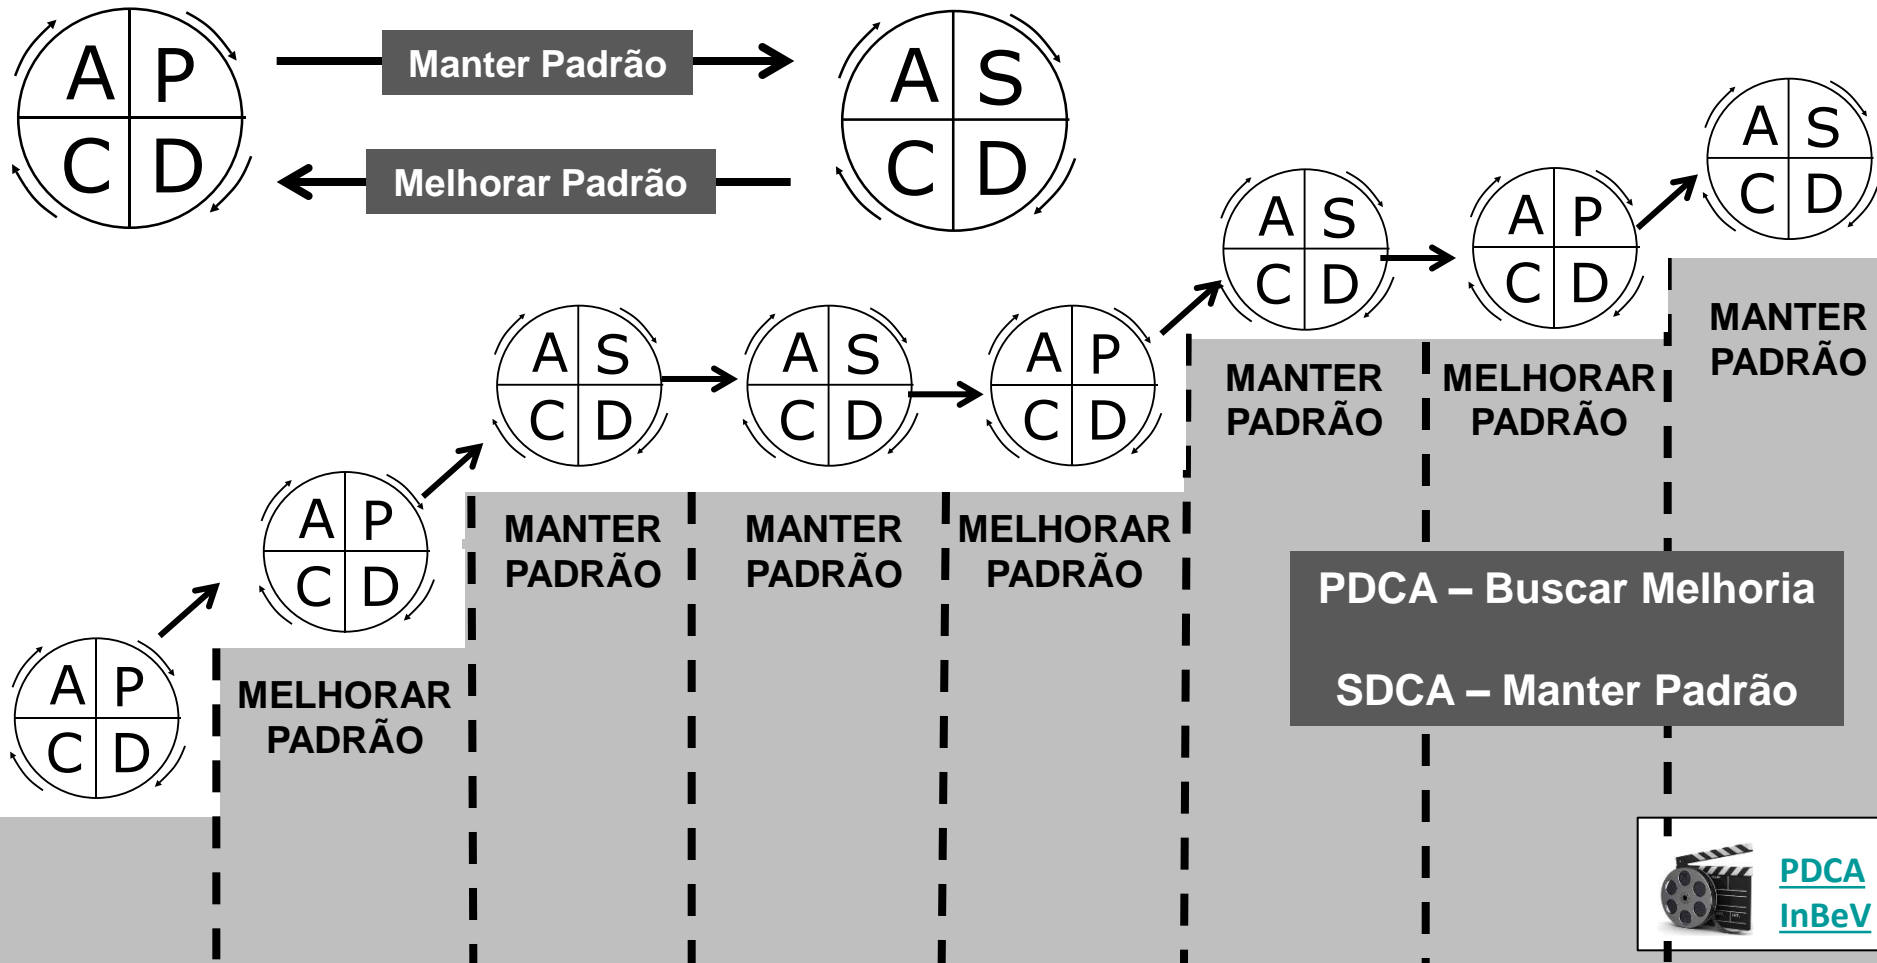 A P
C D
Manter Padrão
Melhorar Padrão
A S
C D
A S
C D
A P
C D
A S
C D
A S
C D
A S
C D
A P
C D
A P
C D
A P
C D
MANTER
PADRÃO
MANTER
PADRÃO
MELHORAR
PADRÃO
MANTER
PADRÃO
MANTER
PADRÃO
MELHORAR
PADRÃO
MELHORAR
PADRÃO
PDCA – Buscar Melhoria
SDCA – Manter Padrão
PDCA
InBeV